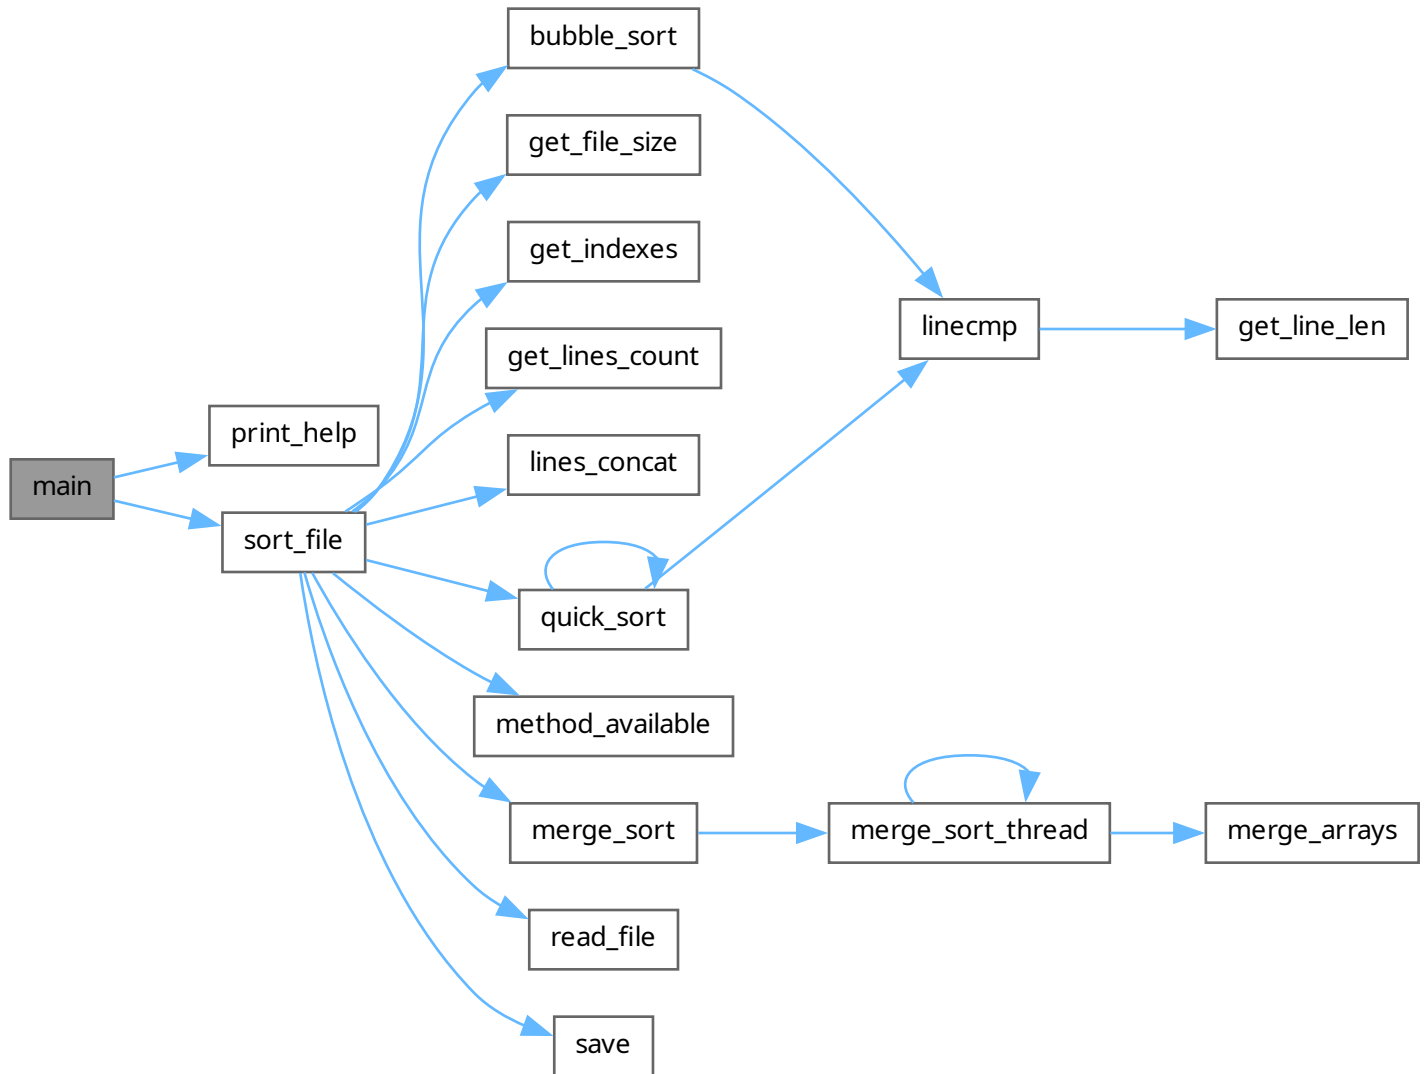 bubble_sort
get_file_size
get_indexes
linecmp
get_line_len
get_lines_count
print_help
lines_concat
main
sort_file
quick_sort
method_available
merge_sort
merge_sort_thread
merge_arrays
read_file
save